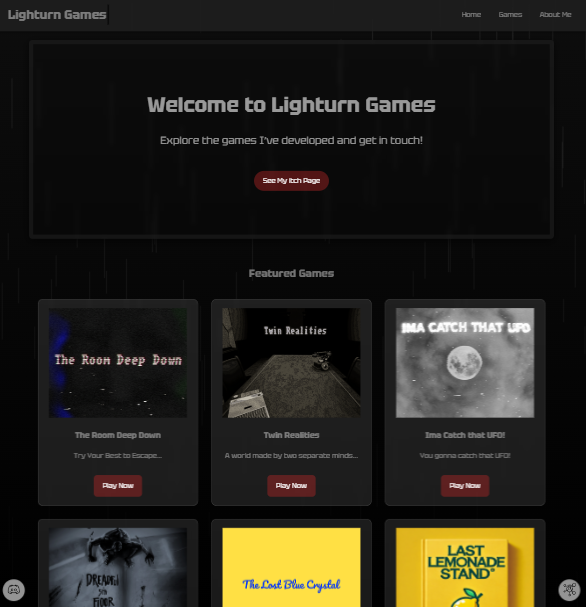 Lighturn Games
Home
Games
About Me
Welcome to Lighturn Games
Explore the games I've developed and get in touch!
See My Itch Page
Featured Games
The Room Deep Down
Twin Realities
IMA CATCH THAT UFO
The Room Deep Down
Twin Realities
Ima Catch that UFO!
Try Your Best to Escape...
A world made by two separate minds...
You gonna catch that UFO!
Play Now
Play Now
Play Now
DREADFUL
5TH
FLOOR
The Lost Blue Crystal
LAST
LEMONADE
STAND